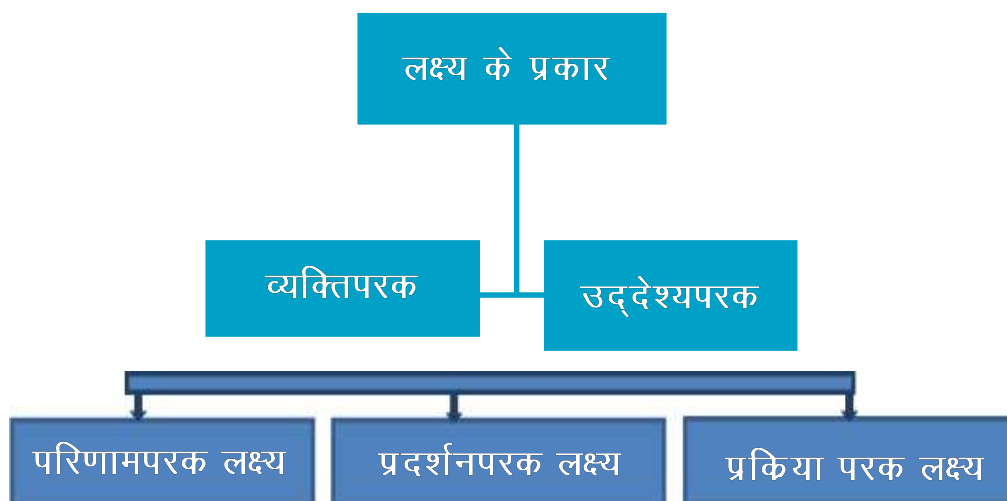 लक्ष्य के प्रकार
व्यक्तिपरक
उद्देश्यपरक
परिणामपरक लक्ष्य
प्रदर्शनपरक लक्ष्य
प्रकिया परक लक्ष्य